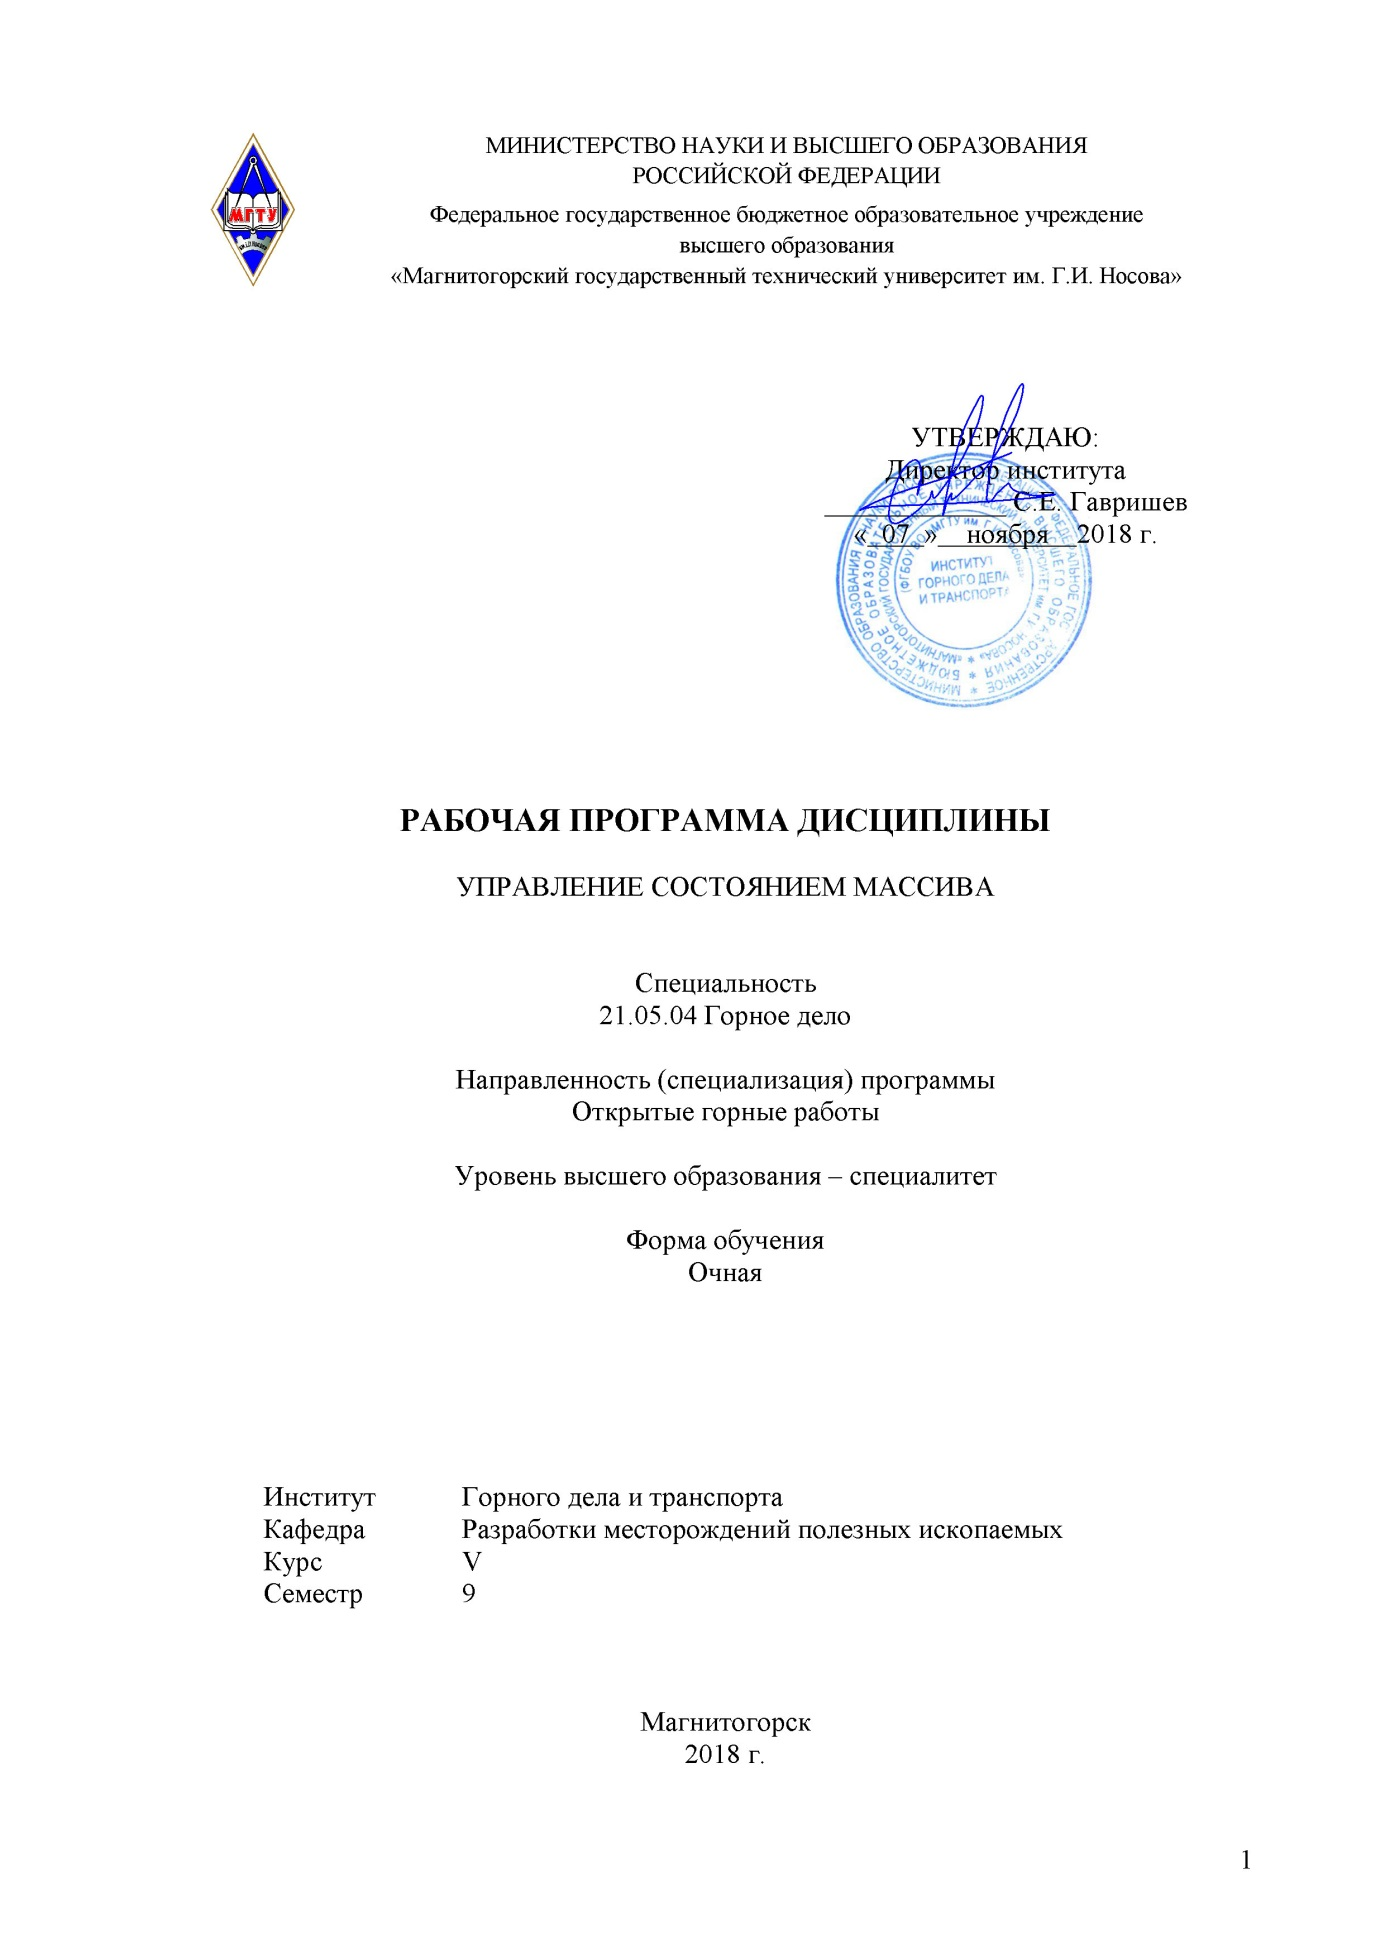 МИНИСТЕРСТВО НАУКИ И ВЫСШЕГО ОБРАЗОВАНИЯ
РОССИЙСКОЙ ФЕДЕРАЦИИ
Федеральное государственное бюджетное образовательное учреждение
высшего образования
«Магнитогорский государственный технический университет им. Г.И. Носова»
МГТУ
УТВЕРЖДАЮ:
Директор института
С.Е. Гавришев
« 07 » ноября 2018 г.
ИНСТИТУТ
ГОРНОГО ДЕЛА
И ТРАНСПОРТА
РАБОЧАЯ ПРОГРАММА ДИСЦИПЛИНЫ
УПРАВЛЕНИЕ СОСТОЯНИЕМ МАССИВА
Специальность
21.05.04 Горное дело
Направленность (специализация) программы
Открытые горные работы
Уровень высшего образования – специалитет
Форма обучения
Очная
Институт Горного дела и транспорта
Кафедра Разработки месторождений полезных ископаемых
Курс V
Семестр 9
Магнитогорск
2018 г.
1